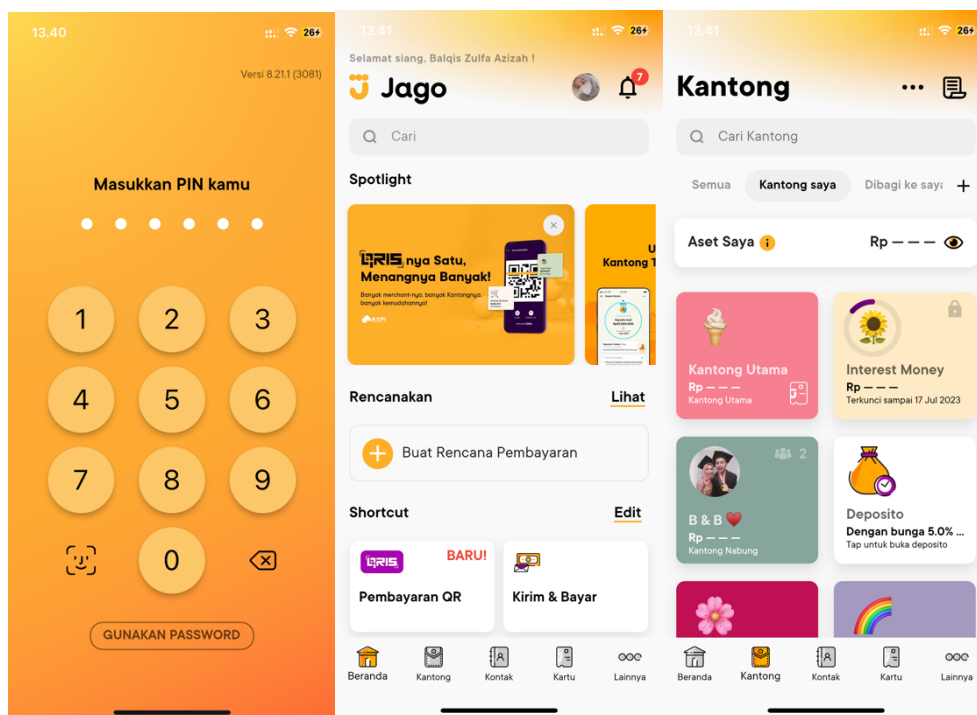 13.40
26
Versi 8.21.1 (3081)
Masukkan PIN kamu
1 2 3
4 5 6
7 8 9
0
GUNAKAN PASSWORD
13.41
26
Selamat siang, Balqis Zulfa Azizah !
Jago
7
Cari
Spotlight
QRIS nya Satu,
Menangnya Banyak!
Banyak merchant-nya, banyak Kantongnya,
banyak kemudahannya!
ASPI
U
Kantong T
Rencanakan Lihat
Buat Rencana Pembayaran
Shortcut Edit
QRIS BARU!
Pembayaran QR
Kirim & Bayar
Beranda Kantong Kontak Kartu Lainnya
13.41
26
Kantong
Cari Kantong
Semua Kantong saya Dibagi ke saya
Aset Saya Rp – – –
Kantong Utama
Rp – – –
Kantong Utama
Interest Money
Rp – – –
Terkunci sampai 17 Jul 2023
2
B & B ❤️
Rp – – –
Kantong Nabung
Deposito
Dengan bunga 5.0% ...
Tap untuk buka deposito
Beranda Kantong Kontak Kartu Lainnya